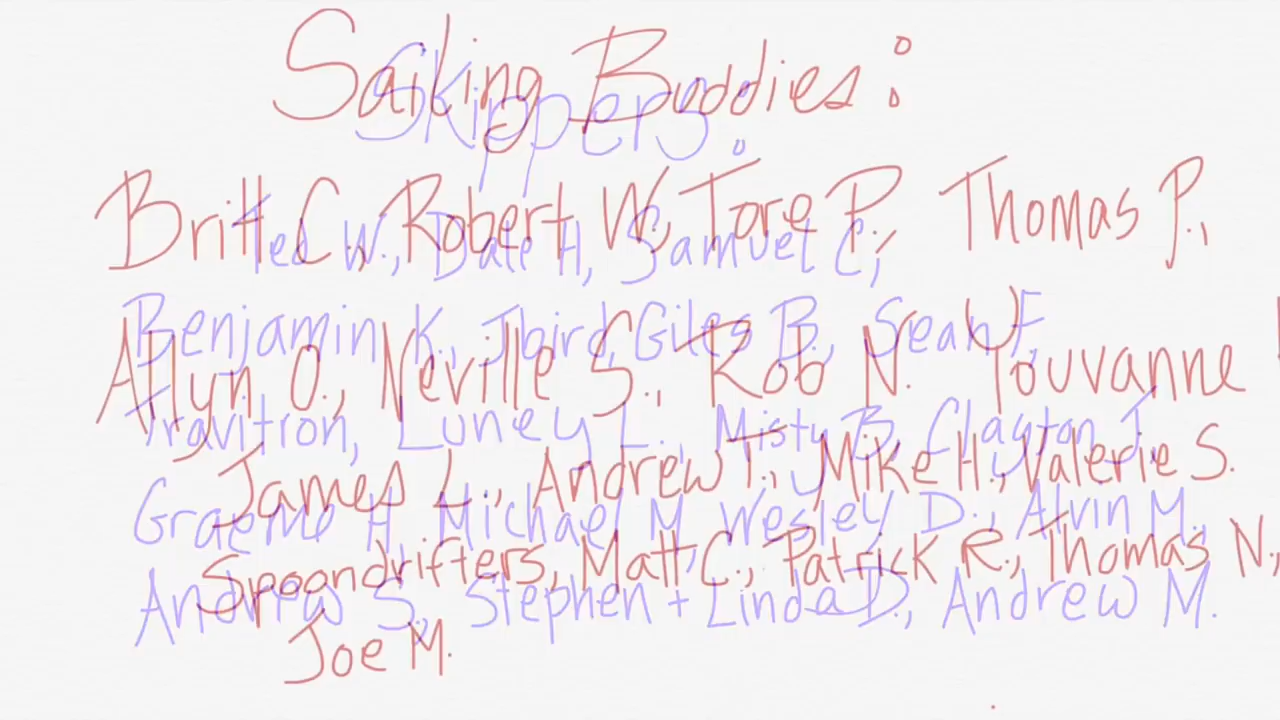 Sailing Buddies:
Skippers:
Britt C., Robert W., Tore P., Thomas P.,
Ted W., Dale H, Samuel C,
Benjamin K., Jbird, Giles B., Sean F,
Allyn O., Neville S., Rob N. Youvanne
Travitron, Luney L., Misty B, Clayton J.
James L., Andrew T., Mike H., Valerie S.
Graeme H, Michael M, Wesley D., Alvin M.,
Spoondrifters, Matt C., Patrick R., Thomas N,
Andrew S., Stephen + Linda D., Andrew M.
Joe M.